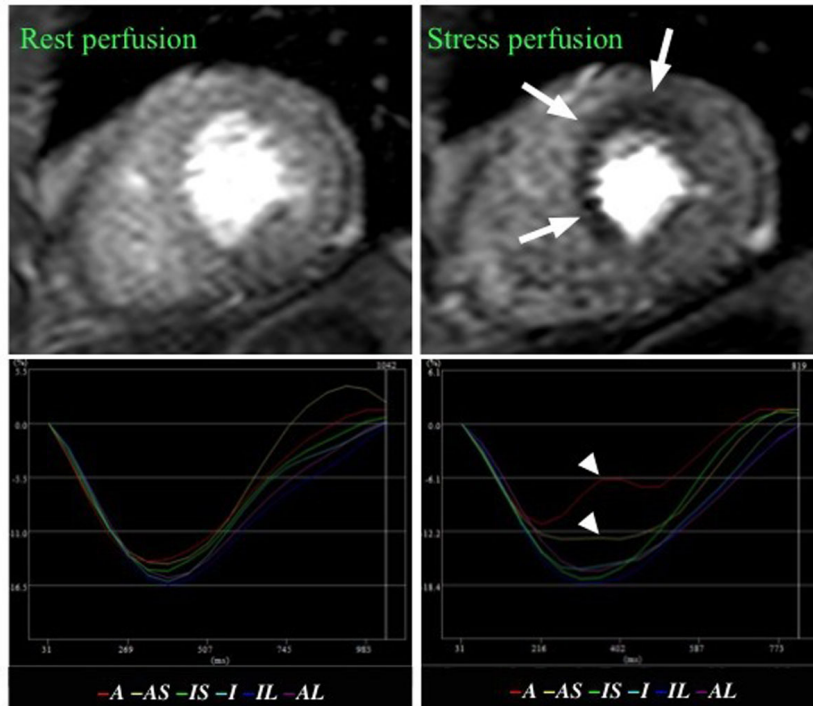 Rest perfusion
Stress perfusion
(%)
1042
5.5
0.0
-5.5
-11.0
-16.5
31 269 507 745 983
(ms)
A AS IS I IL AL
(%)
819
6.1
0.0
-6.1
-12.2
-18.4
31 216 402 587 773
(ms)
A AS IS I IL AL